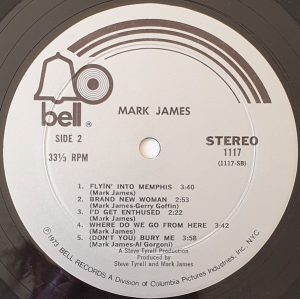 bell®
MARK JAMES
SIDE 2
33⅓ RPM
STEREO
1117
(1117-SB)
1. FLYIN' INTO MEMPHIS 3:40
(Mark James)
2. BRAND NEW WOMAN 2:53
(Mark James-Gerry Goffin)
3. I'D GET ENTHUSED 2:22
(Mark James)
4. WHERE DO WE GO FROM HERE 3:42
(Mark James)
5. (DON'T YOU) BURY ME 3:58
(Mark James-Al Gorgoni)
A Steve Tyrell Production
Produced by
Steve Tyrell and Mark James
℗ 1973 BELL RECORDS A Division of Columbia Pictures Industries, Inc., N.Y.C.